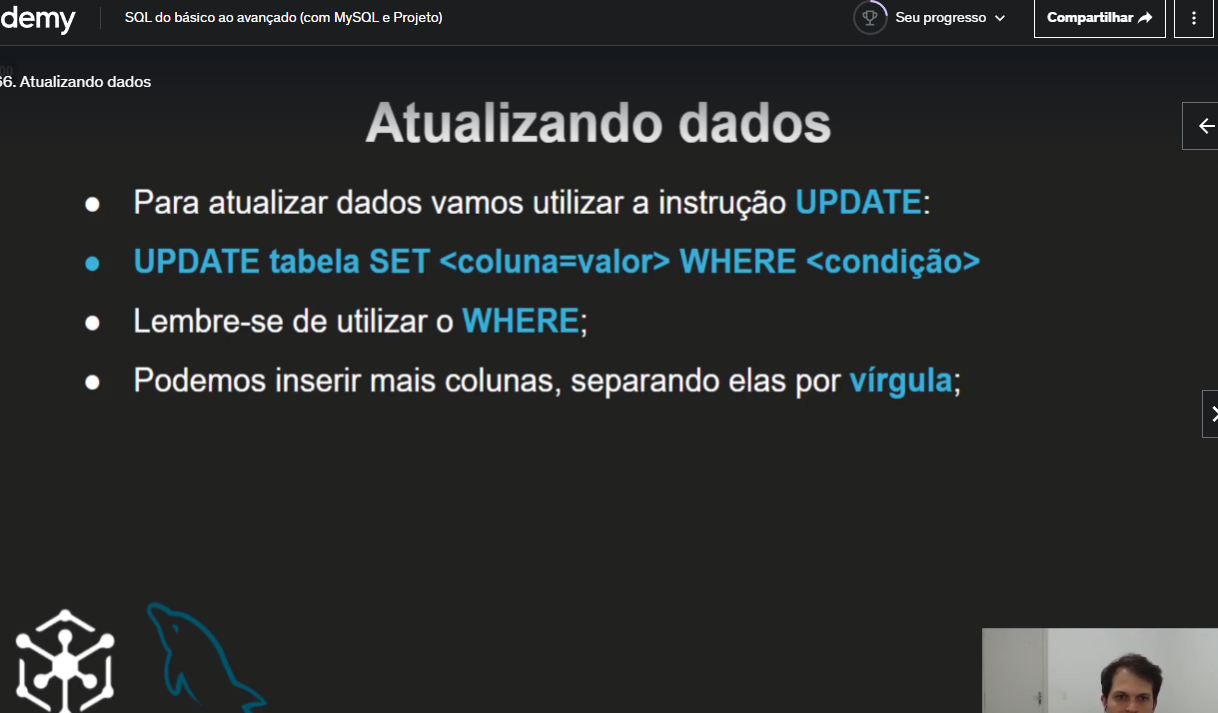 demy
SQL do básico ao avançado (com MySQL e Projeto)
Seu progresso
Compartilhar
66. Atualizando dados
Atualizando dados
● Para atualizar dados vamos utilizar a instrução UPDATE:
● UPDATE tabela SET <coluna=valor> WHERE <condição>
● Lembre-se de utilizar o WHERE;
● Podemos inserir mais colunas, separando elas por vírgula;